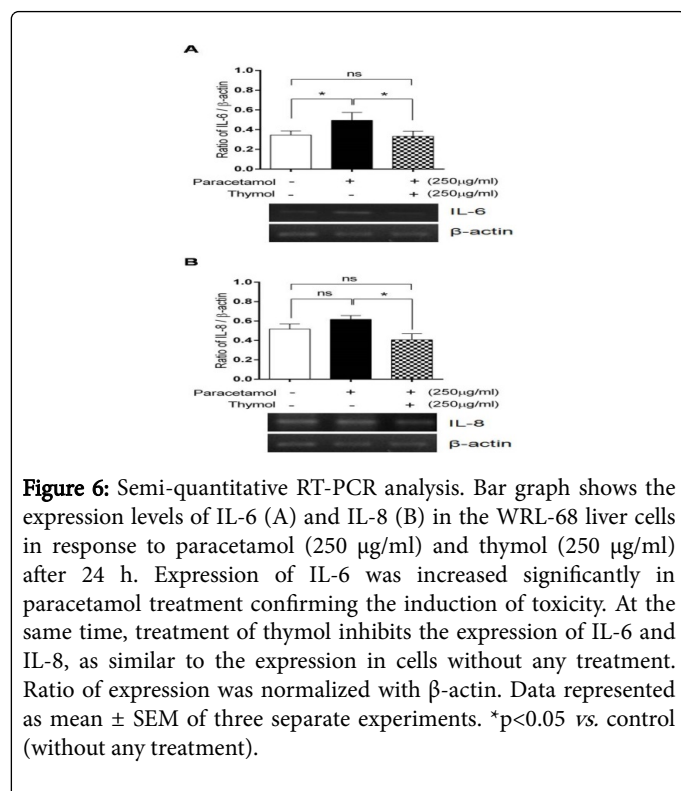 A
ns
* *
Ratio of IL-6 / β-actin
1.0
0.8
0.6
0.4
0.2
0.0
Paracetamol - + + (250µg/ml)
Thymol - - + (250µg/ml)
IL-6
β-actin
B
ns
ns *
Ratio of IL-8 / β-actin
1.0
0.8
0.6
0.4
0.2
0.0
Paracetamol - + + (250µg/ml)
Thymol - - + (250µg/ml)
IL-8
β-actin
Figure 6: Semi-quantitative RT-PCR analysis. Bar graph shows the
expression levels of IL-6 (A) and IL-8 (B) in the WRL-68 liver cells
in response to paracetamol (250 µg/ml) and thymol (250 µg/ml)
after 24 h. Expression of IL-6 was increased significantly in
paracetamol treatment confirming the induction of toxicity. At the
same time, treatment of thymol inhibits the expression of IL-6 and
IL-8, as similar to the expression in cells without any treatment.
Ratio of expression was normalized with β-actin. Data represented
as mean ± SEM of three separate experiments. *p<0.05 vs. control
(without any treatment).